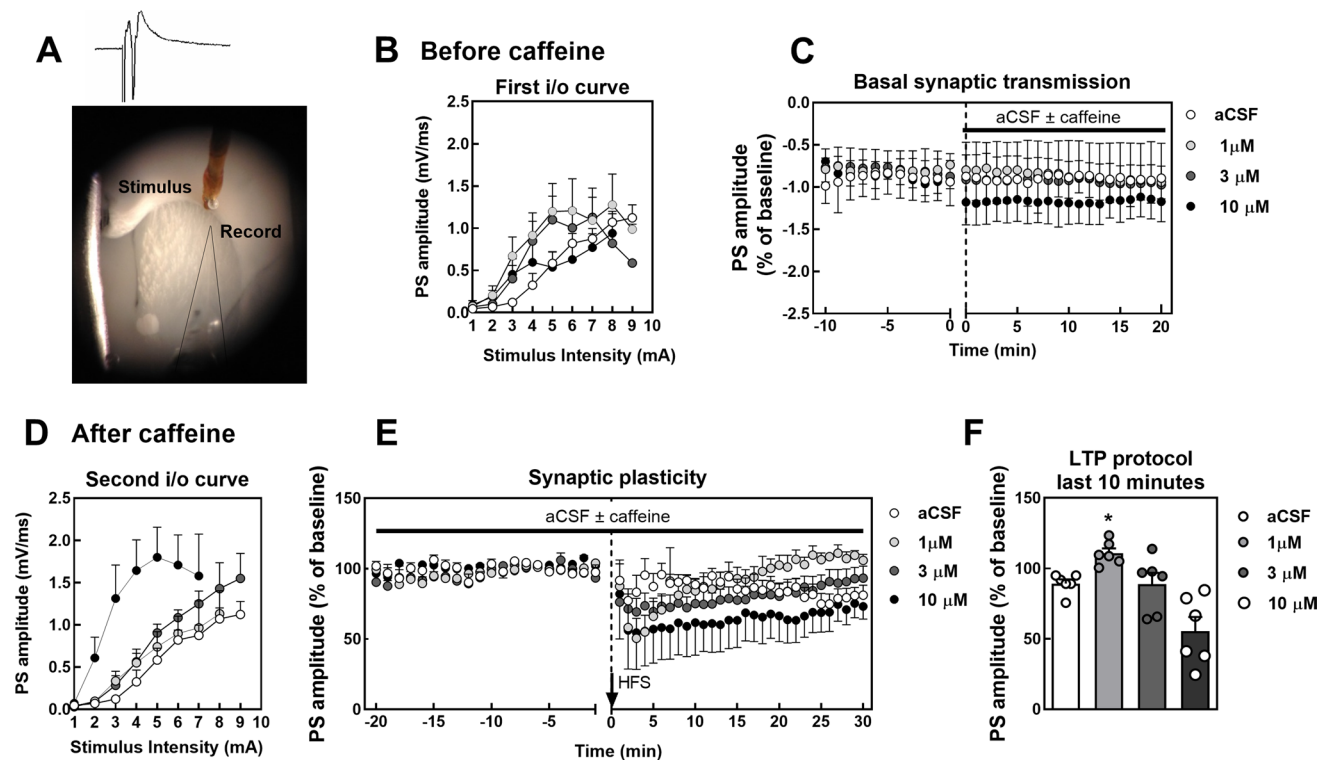 A
Stimulus
Record
B Before caffeine
First i/o curve
PS amplitude (mV/ms)
2.5
2.0
1.5
1.0
0.5
0.0
1 2 3 4 5 6 7 8 9 10
Stimulus Intensity (mA)
C
Basal synaptic transmission
aCSF ± caffeine
PS amplitude
(% of baseline)
0.0
-0.5
-1.0
-1.5
-2.0
-2.5
-10 -5 0 0 5 10 15 20
Time (min)
aCSF
1μM
3 μM
10 μM
D After caffeine
Second i/o curve
PS amplitude (mV/ms)
2.5
2.0
1.5
1.0
0.5
0.0
1 2 3 4 5 6 7 8 9 10
Stimulus Intensity (mA)
E
Synaptic plasticity
aCSF ± caffeine
PS amplitude (% of baseline)
150
100
50
0
HFS
-20 -15 -10 -5 0 5 10 15 20 25 30
Time (min)
aCSF
1μM
3 μM
10 μM
F
LTP protocol
last 10 minutes
PS amplitude (% of baseline)
150
100
50
0
*
aCSF
1μM
3 μM
10 μM